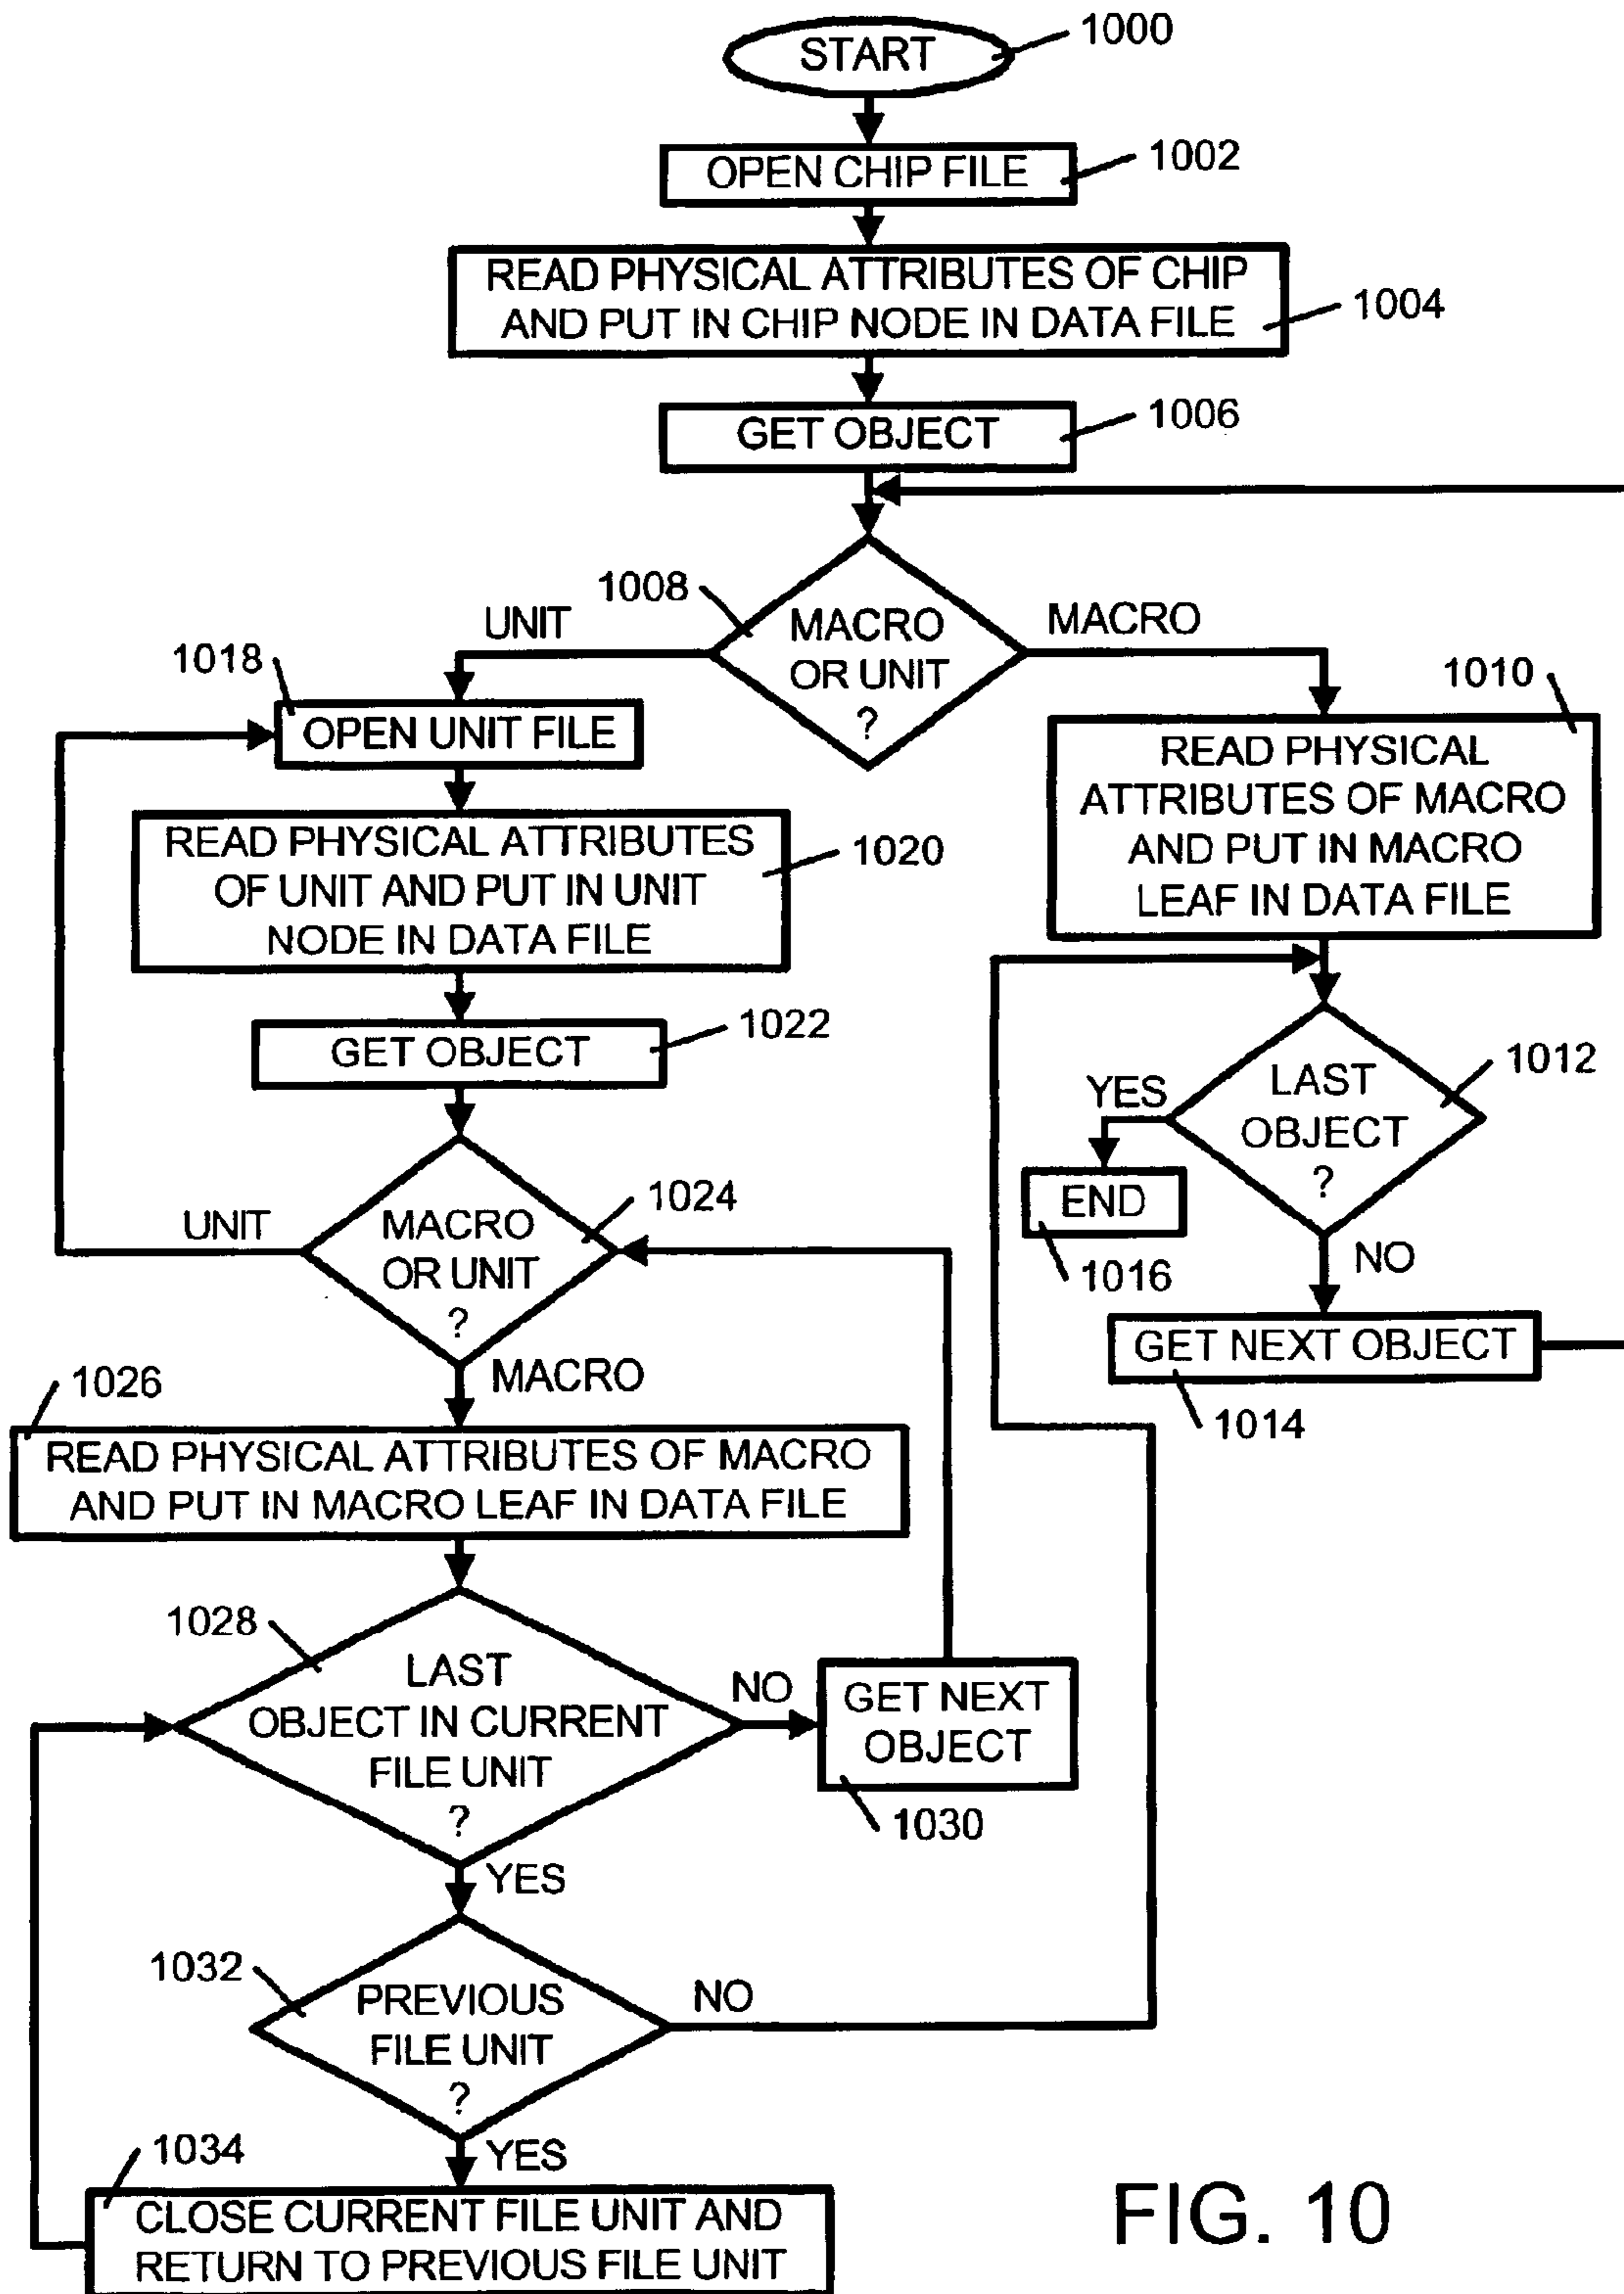 START
1000
OPEN CHIP FILE
1002
READ PHYSICAL ATTRIBUTES OF CHIP
AND PUT IN CHIP NODE IN DATA FILE
1004
GET OBJECT
1006
1008
MACRO
OR UNIT
?
UNIT
MACRO
1018
OPEN UNIT FILE
1010
READ PHYSICAL
ATTRIBUTES OF MACRO
AND PUT IN MACRO
LEAF IN DATA FILE
READ PHYSICAL ATTRIBUTES
OF UNIT AND PUT IN UNIT
NODE IN DATA FILE
1020
GET OBJECT
1022
LAST
OBJECT
?
1012
YES
END
1016
NO
GET NEXT OBJECT
1014
MACRO
OR UNIT
?
1024
UNIT
MACRO
1026
READ PHYSICAL ATTRIBUTES OF MACRO
AND PUT IN MACRO LEAF IN DATA FILE
1028
LAST
OBJECT IN CURRENT
FILE UNIT
?
NO
GET NEXT
OBJECT
1030
YES
1032
PREVIOUS
FILE UNIT
?
NO
YES
1034
CLOSE CURRENT FILE UNIT AND
RETURN TO PREVIOUS FILE UNIT
FIG. 10